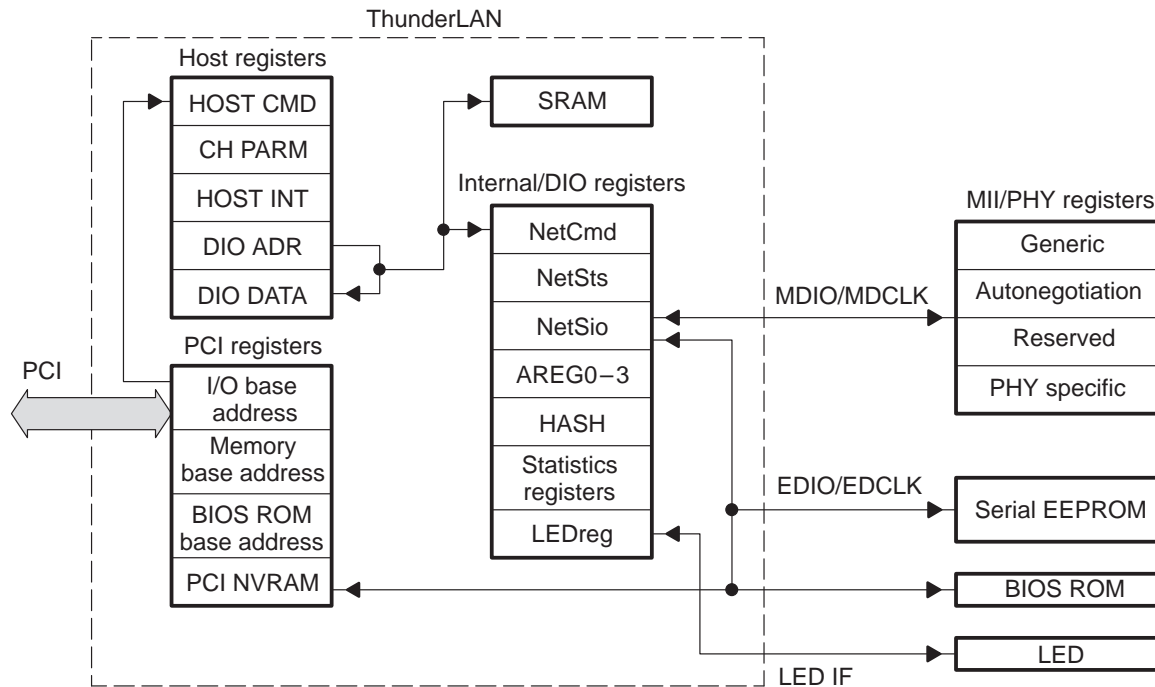 ThunderLAN
Host registers
HOST CMD
CH PARM
HOST INT
DIO ADR
DIO DATA
PCI registers
PCI
I/O base
address
Memory
base address
BIOS ROM
base address
PCI NVRAM
SRAM
Internal/DIO registers
NetCmd
NetSts
NetSio
AREG0–3
HASH
Statistics
registers
LEDreg
MDIO/MDCLK
EDIO/EDCLK
LED IF
MII/PHY registers
Generic
Autonegotiation
Reserved
PHY specific
Serial EEPROM
BIOS ROM
LED